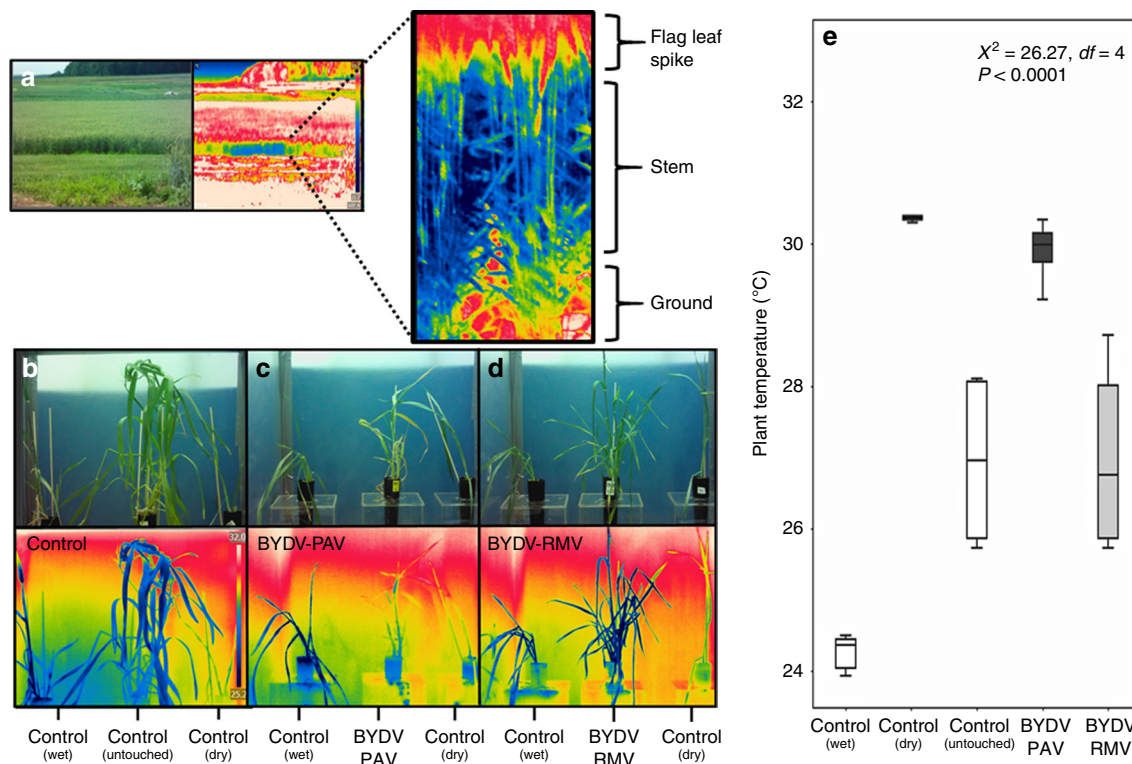 a
Flag leaf
spike
Stem
Ground
b
c
d
Control
32.0
25.2
BYDV-PAV
BYDV-RMV
Control
(wet)
Control
(untouched)
Control
(dry)
Control
(wet)
BYDV
PAV
Control
(dry)
Control
(wet)
BYDV
RMV
Control
(dry)
e
X² = 26.27, df = 4
P < 0.0001
Plant temperature (°C)
32
30
28
26
24
Control
(wet)
Control
(dry)
Control
(untouched)
BYDV
PAV
BYDV
RMV